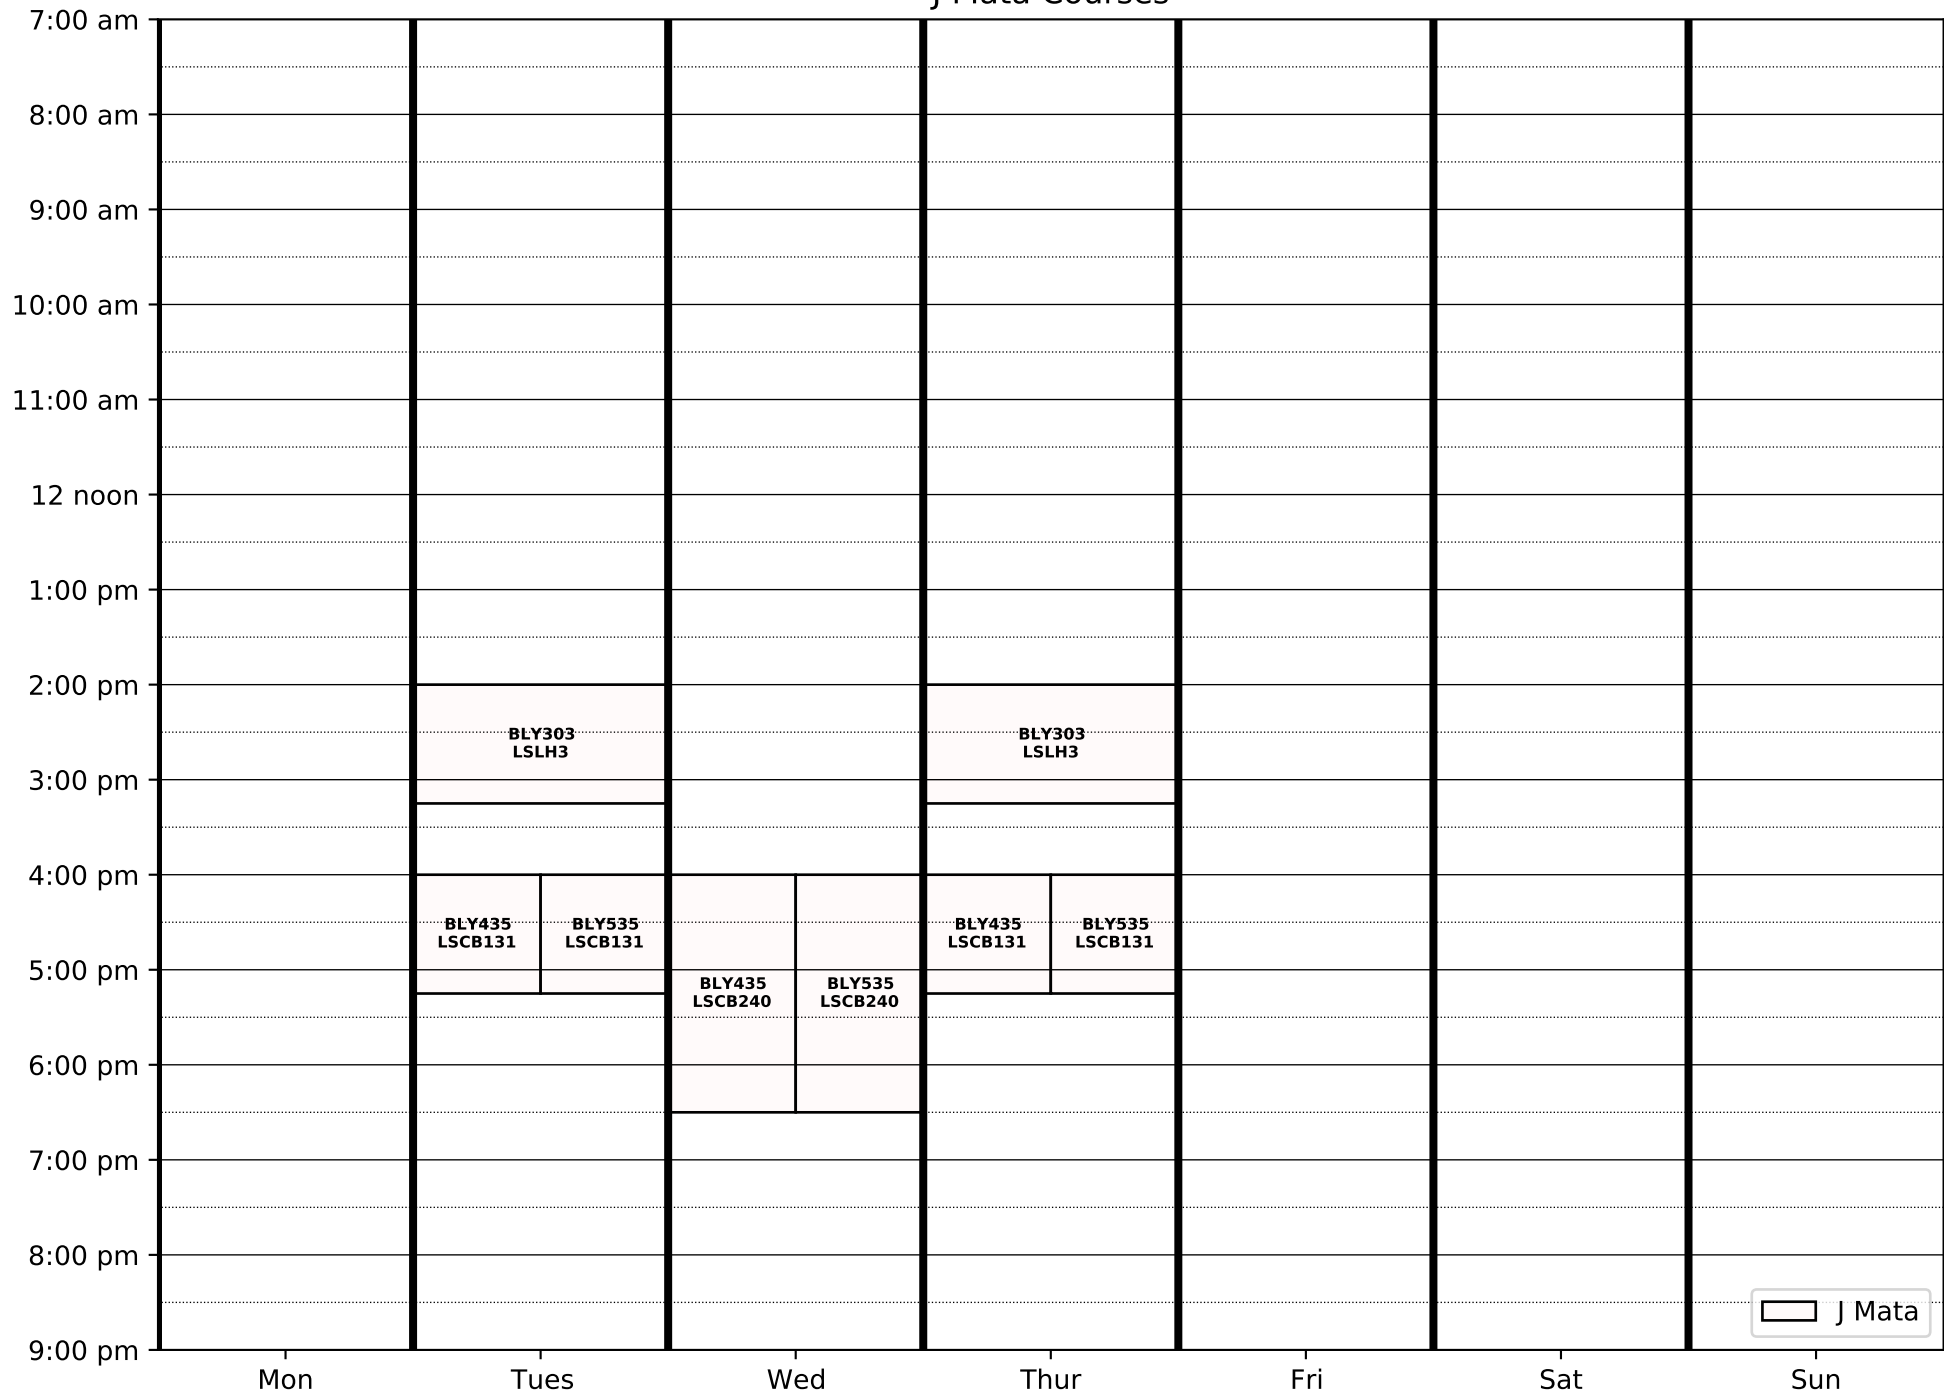 J Mata Courses
7:00 am
8:00 am
9:00 am
10:00 am
11:00 am
12 noon
1:00 pm
2:00 pm
BLY303
LSLH3
BLY303
LSLH3
3:00 pm
4:00 pm
BLY435
LSCB131
BLY535
LSCB131
BLY435
LSCB240
BLY535
LSCB240
BLY435
LSCB131
BLY535
LSCB131
5:00 pm
6:00 pm
7:00 pm
8:00 pm
J Mata
9:00 pm
Mon
Tues
Wed
Thur
Fri
Sat
Sun